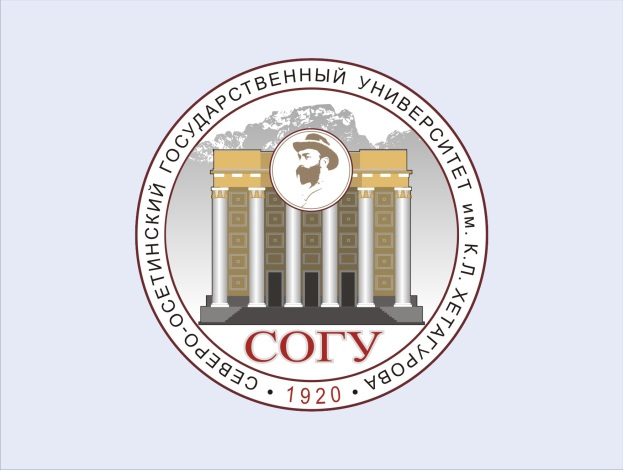 СЕВЕРО-ОСЕТИНСКИЙ ГОСУДАРСТВЕННЫЙ УНИВЕРСИТЕТ им. К.Л. ХЕТАГУРОВА
СОГУ
• 1920 •